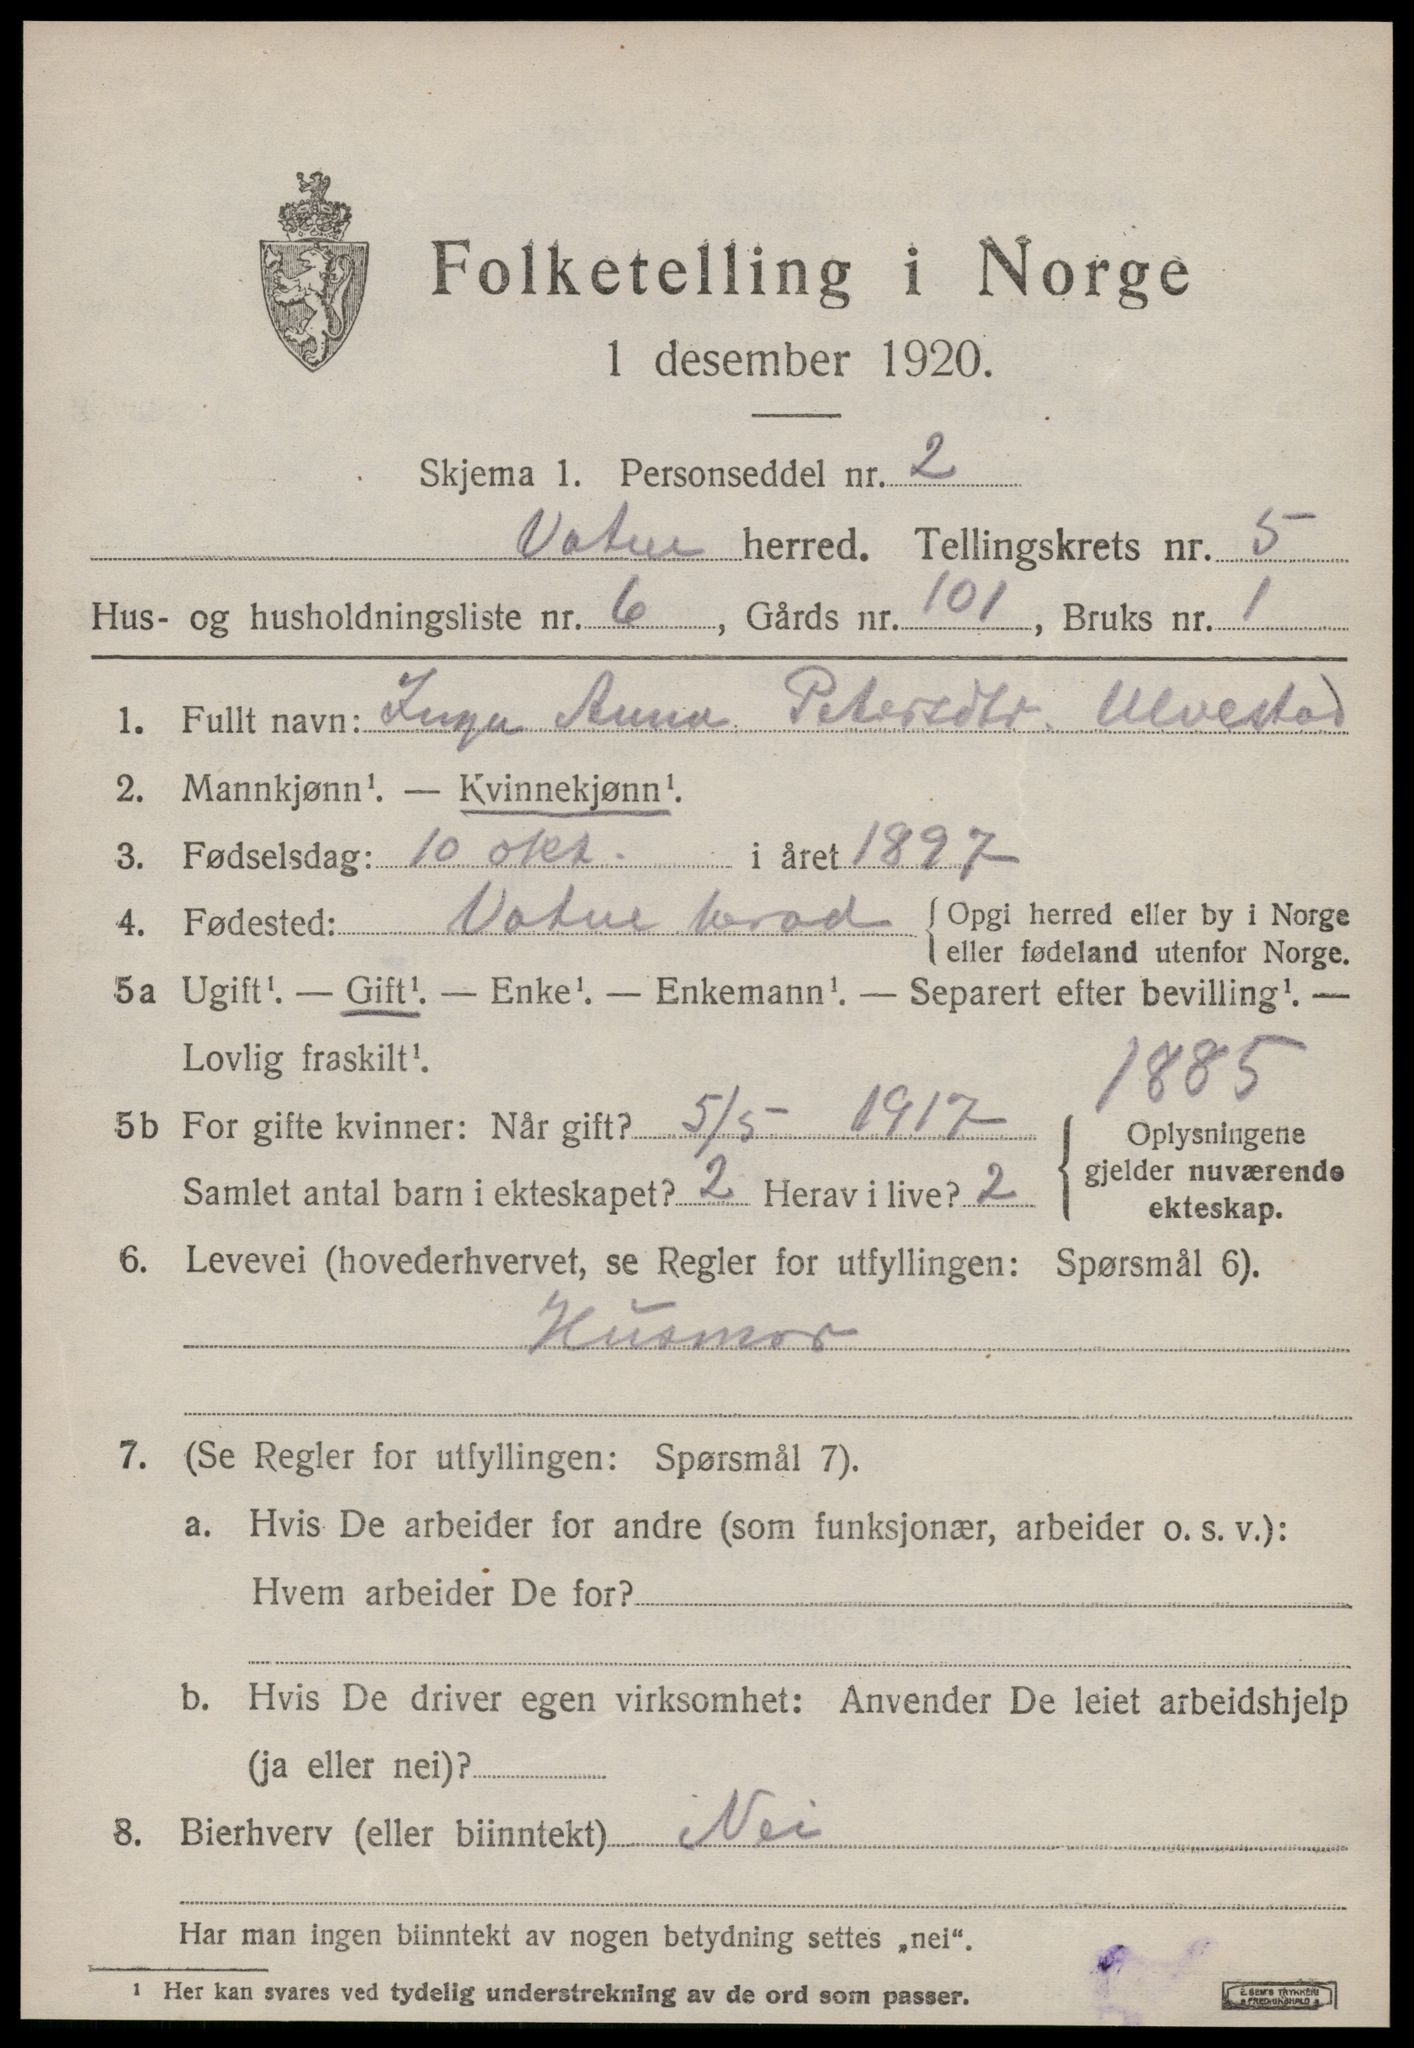 Folketelling i Norge
1 desember 1920.
Skjema 1. Personseddel nr. 2
Vatne herred. Tellingskrets nr. 5
Hus- og husholdningsliste nr. 6, Gårds nr. 101, Bruks nr. 1
1. Fullt navn: Inga Anna Petersdtr. Ulvestad
2. Mannkjønn¹. — Kvinnekjønn¹.
3. Fødselsdag: 10 okt. i året 1897
4. Fødested: Vatne herad { Opgi herred eller by i Norge
eller fødeland utenfor Norge.
5a Ugift¹. — Gift¹. — Enke¹. — Enkemann¹. — Separert efter bevilling¹. —
Lovlig fraskilt¹.
1885
5b For gifte kvinner: Når gift? 5/5 1917
Samlet antal barn i ekteskapet? 2 Herav i live? 2
{ Oplysningene
gjelder nuværende
ekteskap.
6. Levevei (hovederhvervet, se Regler for utfyllingen: Spørsmål 6).
Husmor
7. (Se Regler for utfyllingen: Spørsmål 7).
a. Hvis De arbeider for andre (som funksjonær, arbeider o. s. v.):
Hvem arbeider De for?
b. Hvis De driver egen virksomhet: Anvender De leiet arbeidshjelp
(ja eller nei)?
8. Bierhverv (eller biinntekt) Nei
Har man ingen biinntekt av nogen betydning settes „nei“.
¹ Her kan svares ved tydelig understrekning av de ord som passer.
E. SEM'S TRYKKERI
FREDRIKSHALD